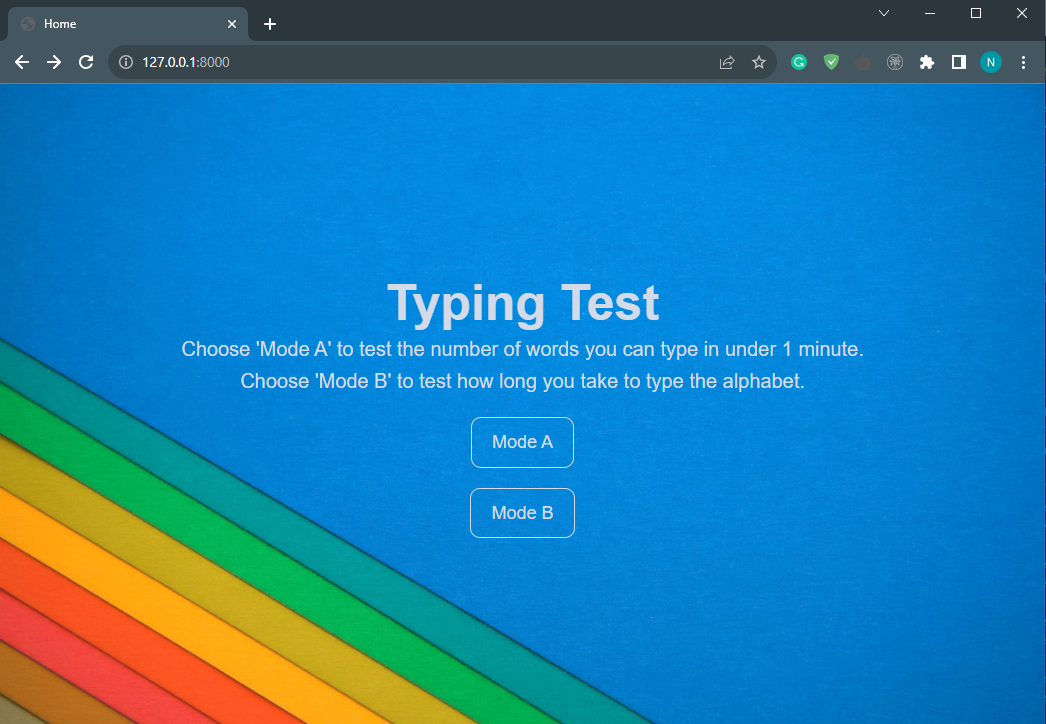 Home
127.0.0.1:8000
G
N
Typing Test
Choose 'Mode A' to test the number of words you can type in under 1 minute.
Choose 'Mode B' to test how long you take to type the alphabet.
Mode A
Mode B